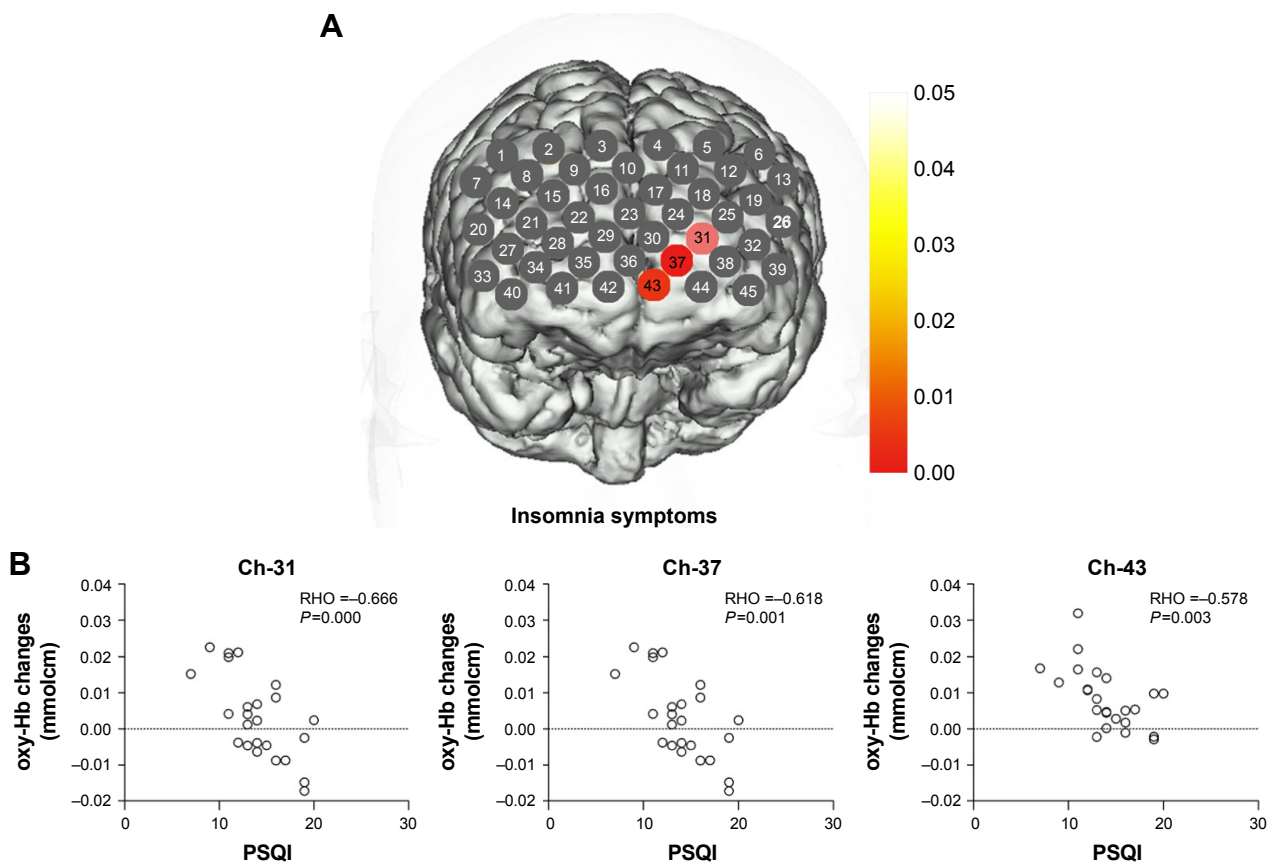 A
1 2 3 4 5 6
7 8 9 10 11 12 13
14 15 16 17 18 19
20 21 22 23 24 25 26
27 28 29 30 31 32
33 34 35 36 37 38 39
40 41 42 43 44 45
0.05
0.04
0.03
0.02
0.01
0.00
Insomnia symptoms
B
Ch-31
RHO =–0.666
P=0.000
oxy-Hb changes
(mmolcm)
0.04
0.03
0.02
0.01
0.00
–0.01
–0.02
0 10 20 30
PSQI
Ch-37
RHO =–0.618
P=0.001
oxy-Hb changes
(mmolcm)
0.04
0.03
0.02
0.01
0.00
–0.01
–0.02
0 10 20 30
PSQI
Ch-43
RHO =–0.578
P=0.003
oxy-Hb changes
(mmolcm)
0.04
0.03
0.02
0.01
0.00
–0.01
–0.02
0 10 20 30
PSQI